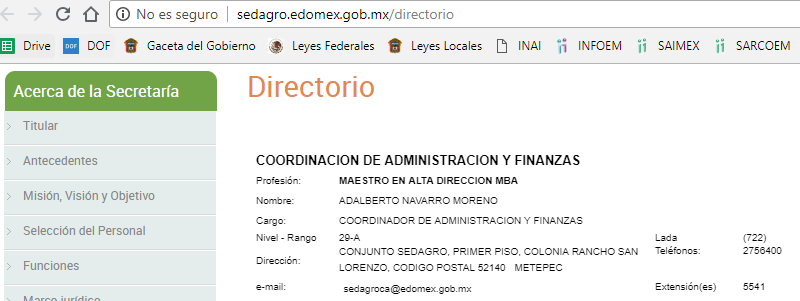 No es seguro | sedagro.edomex.gob.mx/directorio
Drive DOF DOF Gaceta del Gobierno Leyes Federales Leyes Locales INAI INFOEM SAIMEX SARCOEM
Acerca de la Secretaría
Titular
Antecedentes
Misión, Visión y Objetivo
Selección del Personal
Funciones
Marco jurídico
Directorio
COORDINACION DE ADMINISTRACION Y FINANZAS
Profesión: MAESTRO EN ALTA DIRECCION MBA
Nombre: ADALBERTO NAVARRO MORENO
Cargo: COORDINADOR DE ADMINISTRACION Y FINANZAS
Nivel - Rango 29-A Lada (722)
Dirección: CONJUNTO SEDAGRO, PRIMER PISO, COLONIA RANCHO SAN Teléfonos: 2756400
LORENZO, CODIGO POSTAL 52140 METEPEC
e-mail: sedagroca@edomex.gob.mx Extensión(es) 5541